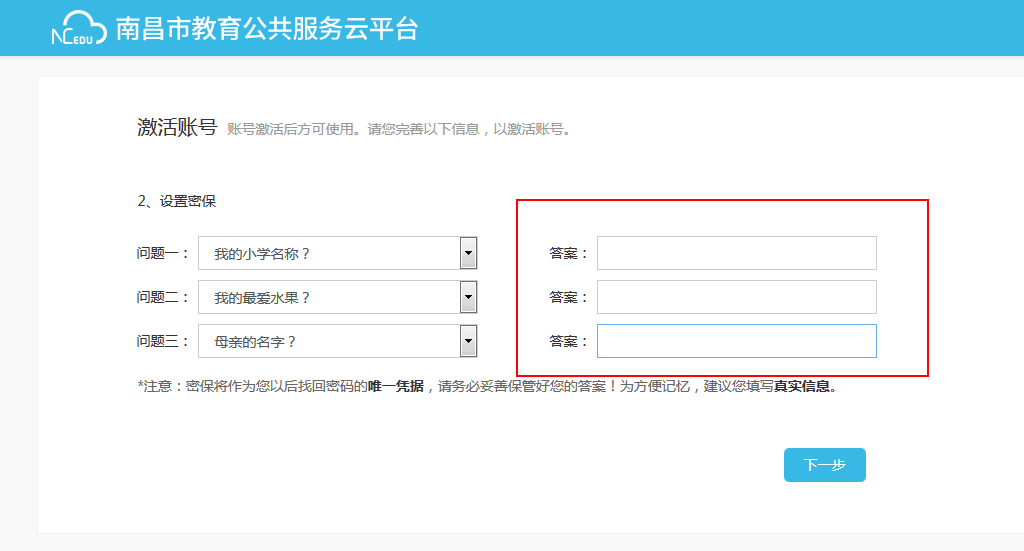 NCEDU 南昌市教育公共服务云平台
激活账号 账号激活后方可使用。请您完善以下信息，以激活账号。
2、设置密保
问题一： 我的小学名称？ 答案：
问题二： 我的最爱水果？ 答案：
问题三： 母亲的名字？ 答案：
*注意：密保将作为您以后找回密码的唯一凭据，请务必妥善保管好您的答案！为方便记忆，建议您填写真实信息。
下一步